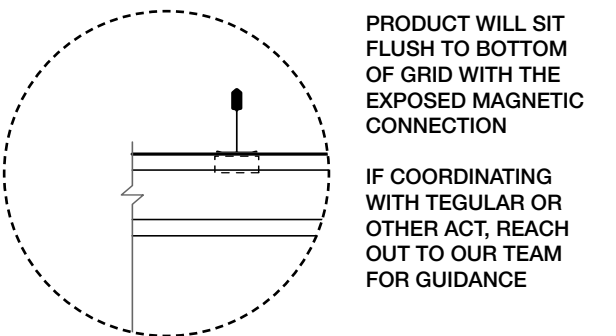 PRODUCT WILL SIT
FLUSH TO BOTTOM
OF GRID WITH THE
EXPOSED MAGNETIC
CONNECTION
IF COORDINATING
WITH TEGULAR OR
OTHER ACT, REACH
OUT TO OUR TEAM
FOR GUIDANCE